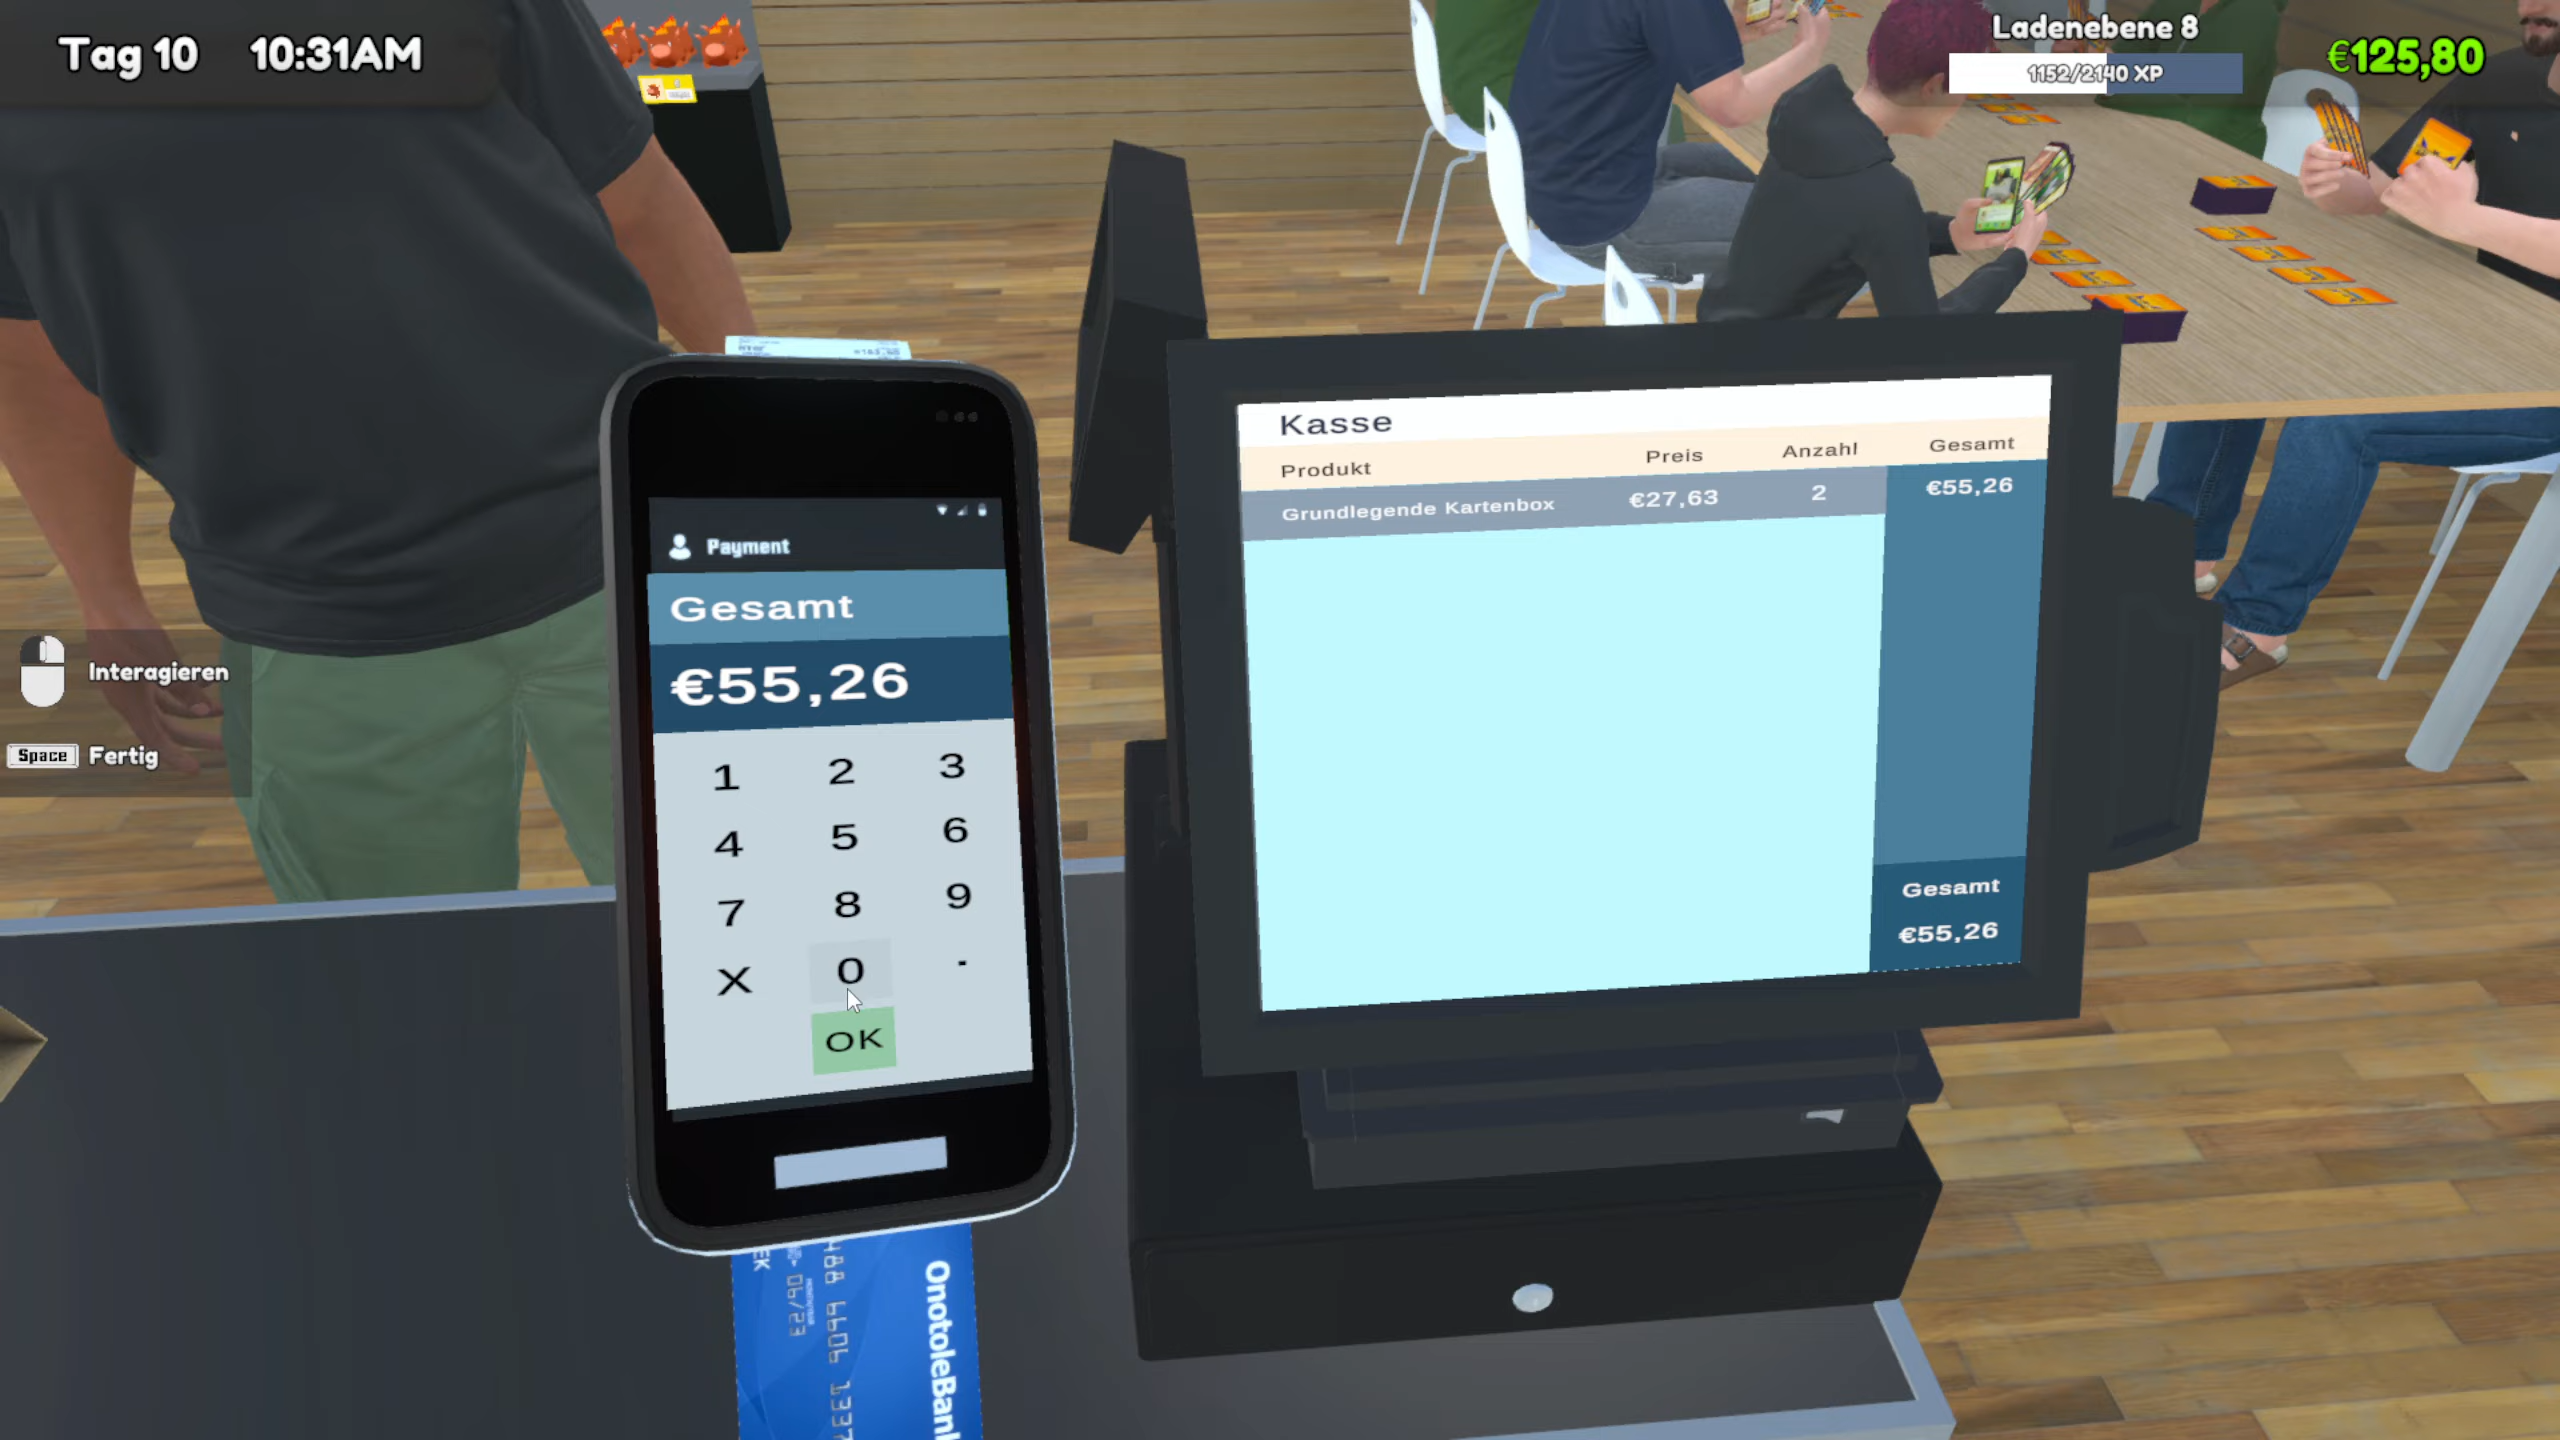 Tag 10 10:31AM
Ladenebene 8
1152/2140 XP
€125,80
Interagieren
Space Fertig
Payment
Gesamt
€55,26
1 2 3
4 5 6
7 8 9
X 0 .
OK
Kasse
Produkt Preis Anzahl Gesamt
Grundlegende Kartenbox €27,63 2 €55,26
Gesamt
€55,26
OnotoleBank
06/23